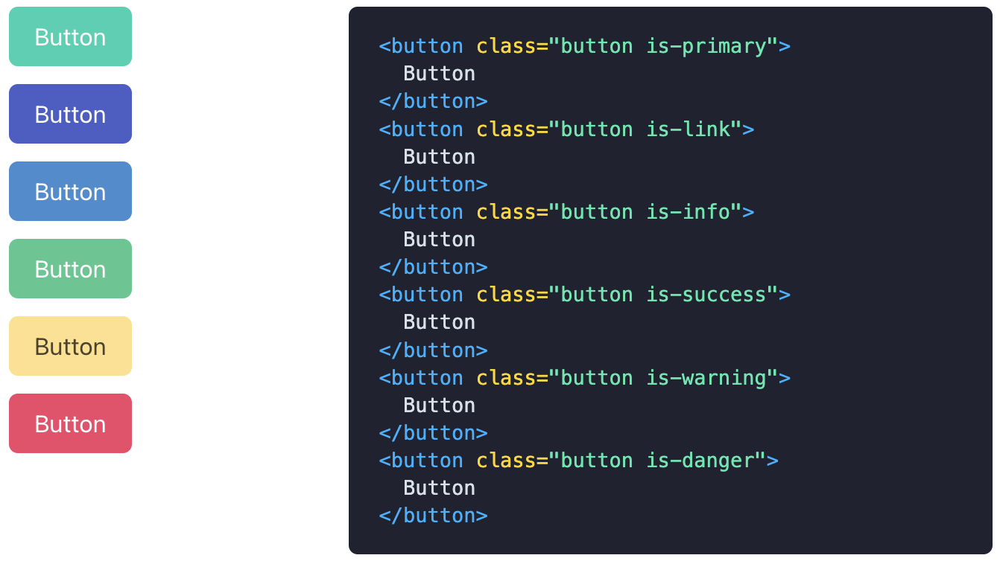 Button
Button
Button
Button
Button
Button
<button class="button is-primary">
  Button
</button>
<button class="button is-link">
  Button
</button>
<button class="button is-info">
  Button
</button>
<button class="button is-success">
  Button
</button>
<button class="button is-warning">
  Button
</button>
<button class="button is-danger">
  Button
</button>